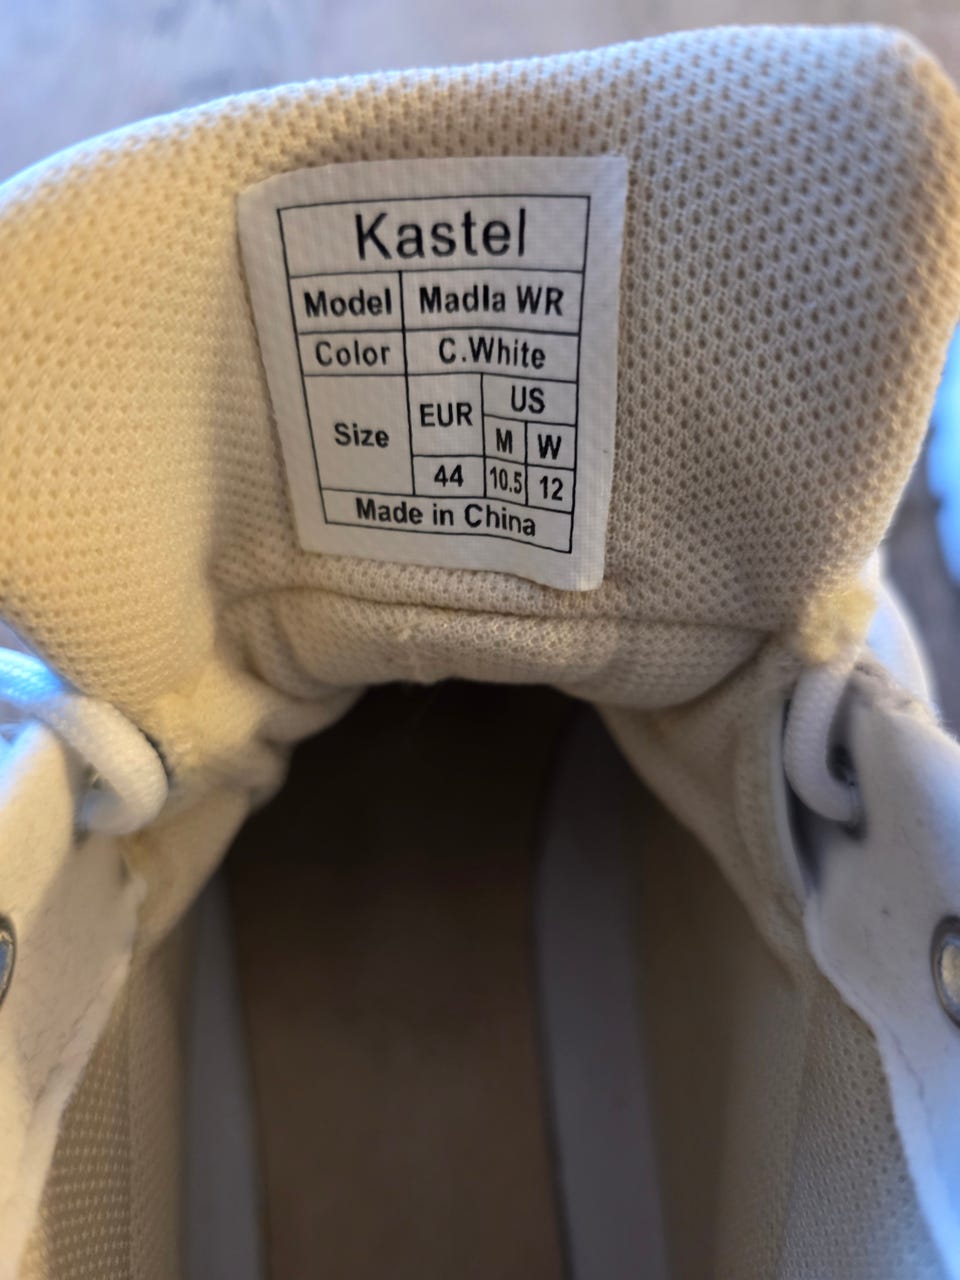 Kastel
Model Madla WR
Color C.White
Size EUR US
M W
44 10.5 12
Made in China